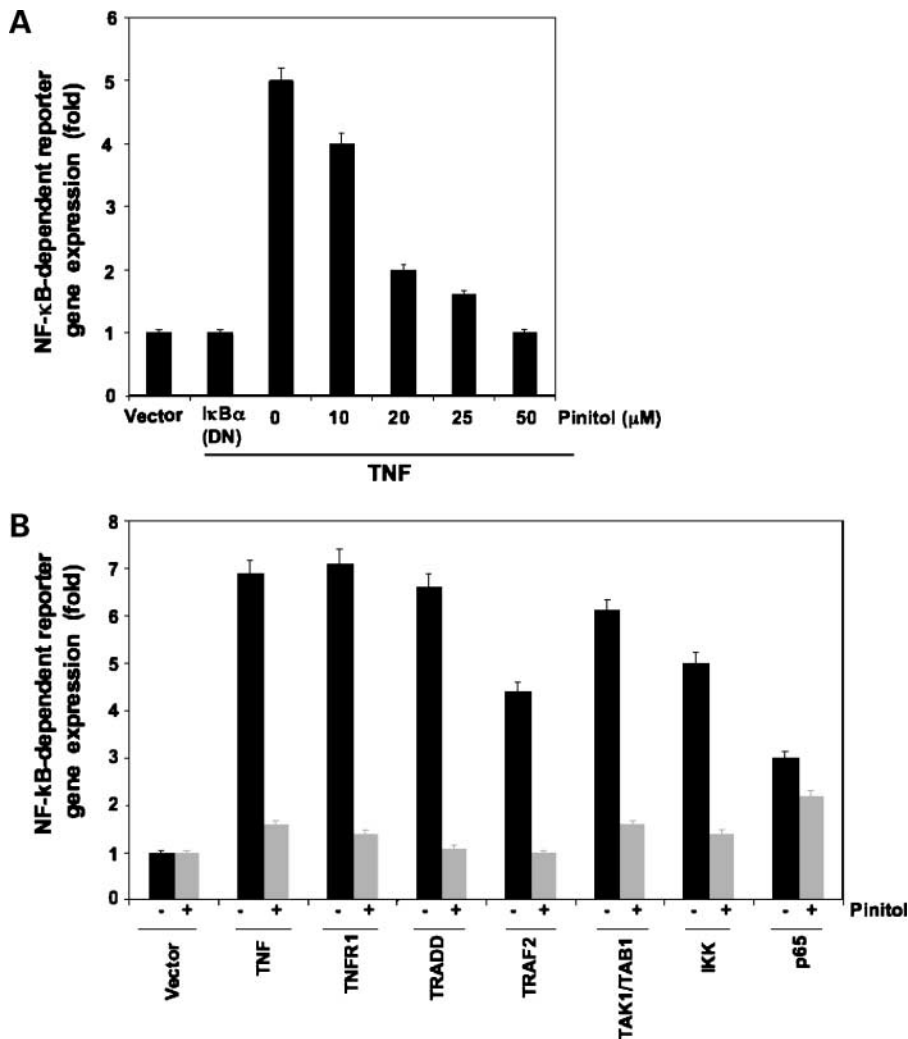 A
NF-κB-dependent reporter
gene expression (fold)
6
5
4
3
2
1
0
Vector IκBα 0 10 20 25 50 Pinitol (μM)
(DN)
TNF
B
NF-kB-dependent reporter
gene expression (fold)
8
7
6
5
4
3
2
1
0
- + - + - + - + - + - + - + - + Pinitol
Vector TNF TNFR1 TRADD TRAF2 TAK1/TAB1 IKK p65